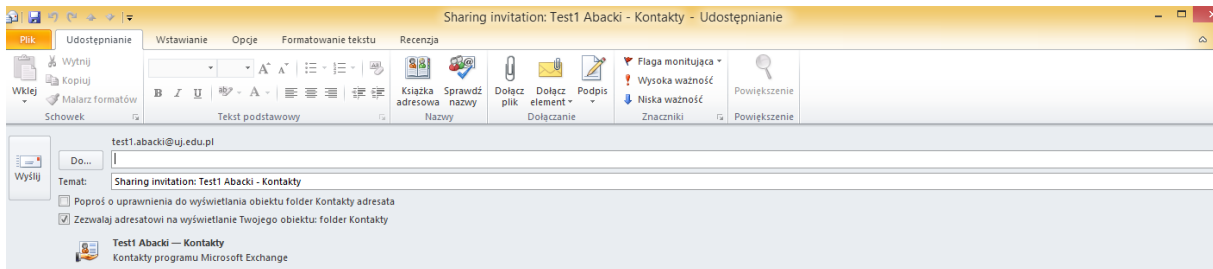 Sharing invitation: Test1 Abacki - Kontakty - Udostępnianie
Plik Udostępnianie Wstawianie Opcje Formatowanie tekstu Recenzja
Wklej
Wytnij
Kopiuj
Malarz formatów
Schowek
B I U
Tekst podstawowy
Książka adresowa
Sprawdź nazwy
Nazwy
Dołącz plik
Dołącz element
Podpis
Dołączanie
Flaga monitująca
Wysoka ważność
Niska ważność
Znaczniki
Powiększenie
Powiększenie
Wyślij
test1.abacki@uj.edu.pl
Do...
Temat: Sharing invitation: Test1 Abacki - Kontakty
Poproś o uprawnienia do wyświetlania obiektu folder Kontakty adresata
Zezwalaj adresatowi na wyświetlanie Twojego obiektu: folder Kontakty
Test1 Abacki — Kontakty
Kontakty programu Microsoft Exchange